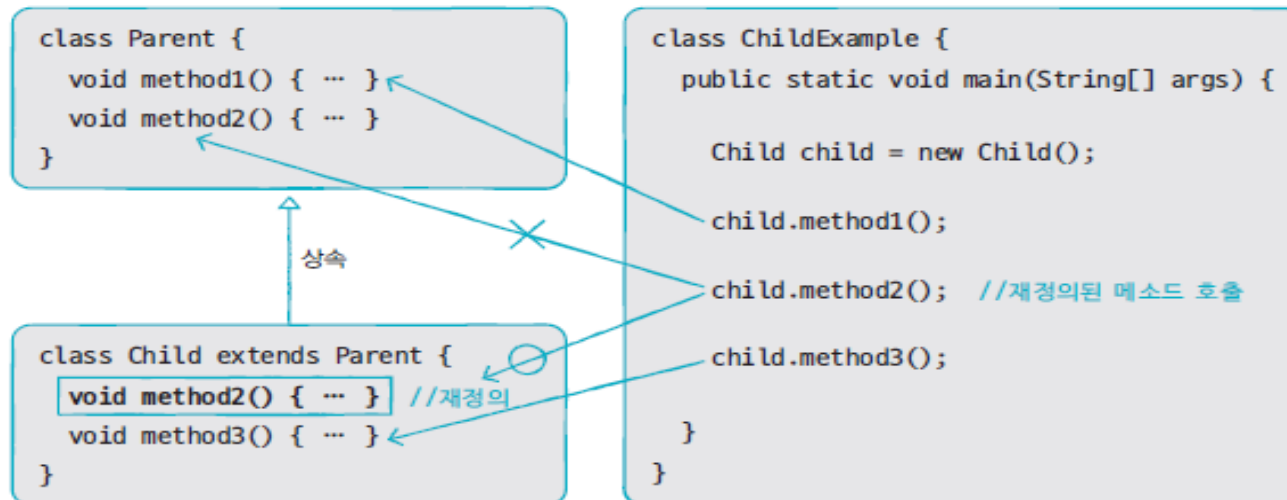 class Parent {
void method1() { … }
void method2() { … }
}
상속
class Child extends Parent {
void method2() { … } //재정의
void method3() { … }
}
class ChildExample {
public static void main(String[] args) {
Child child = new Child();
child.method1();
child.method2(); //재정의된 메소드 호출
child.method3();
}
}